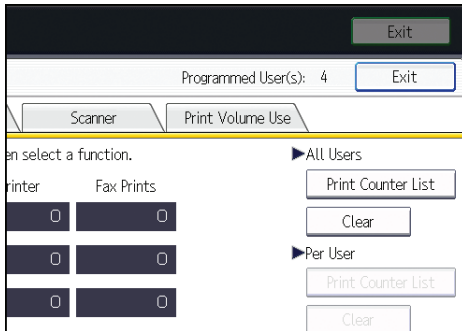 Exit
Programmed User(s): 4 Exit
Scanner Print Volume Use
en select a function. ▶All Users
rinter Fax Prints Print Counter List
0 0 Clear
0 0 ▶Per User
Print Counter List
0 0 Clear